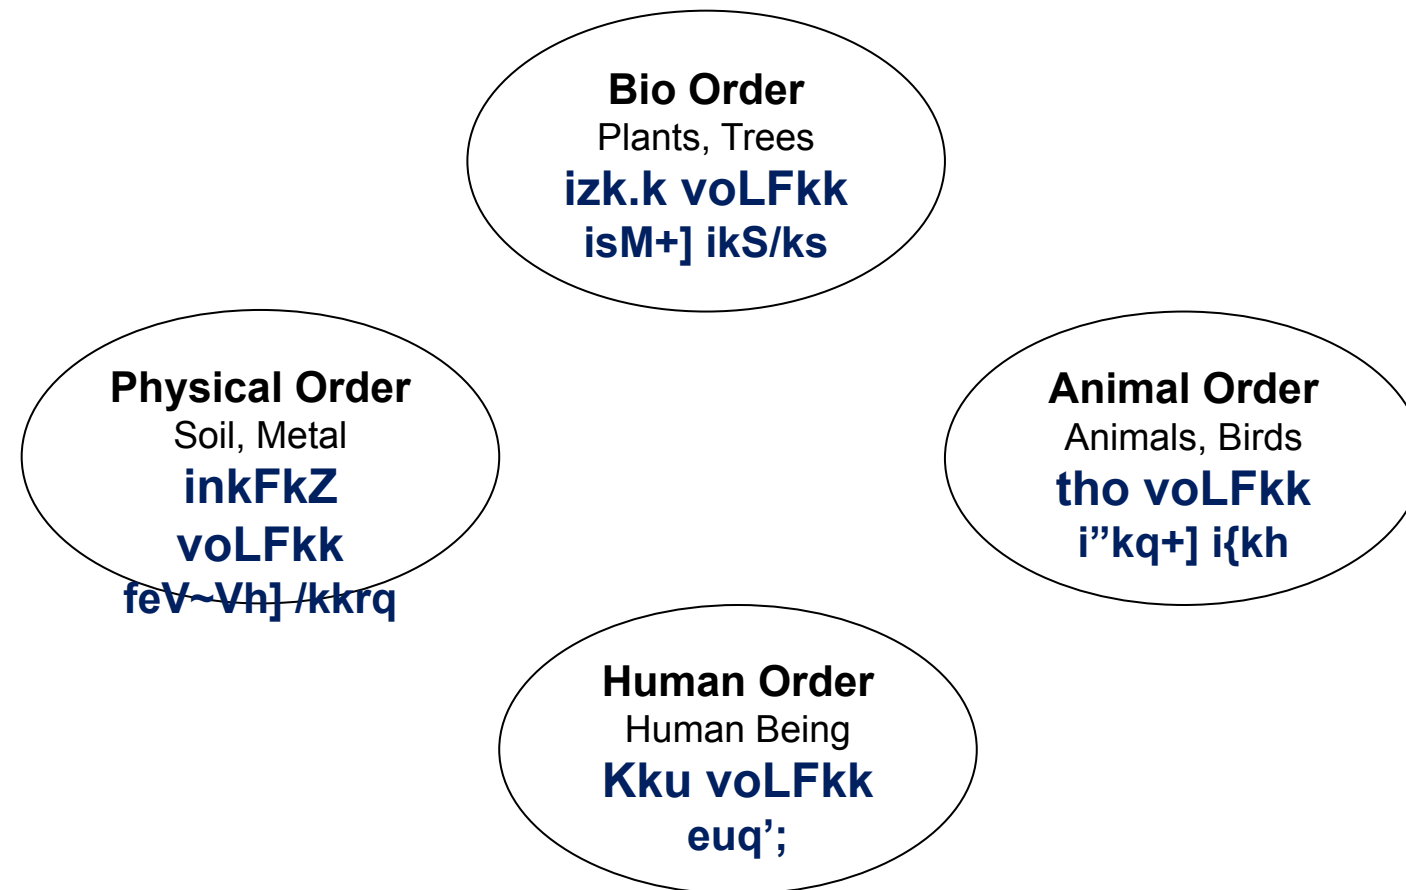 Bio Order
Plants, Trees
izk.k voLFkk
isM+] ikS/ks
Physical Order
Soil, Metal
inkFkZ
voLFkk
feV~Vh] /kkrq
Animal Order
Animals, Birds
tho voLFkk
i”kq+] i{kh
Human Order
Human Being
Kku voLFkk
euq’;